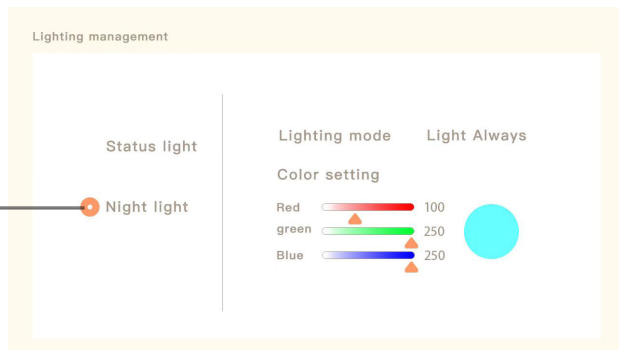 Lighting management
Status light
Night light
Lighting mode Light Always
Color setting
Red 100
green 250
Blue 250